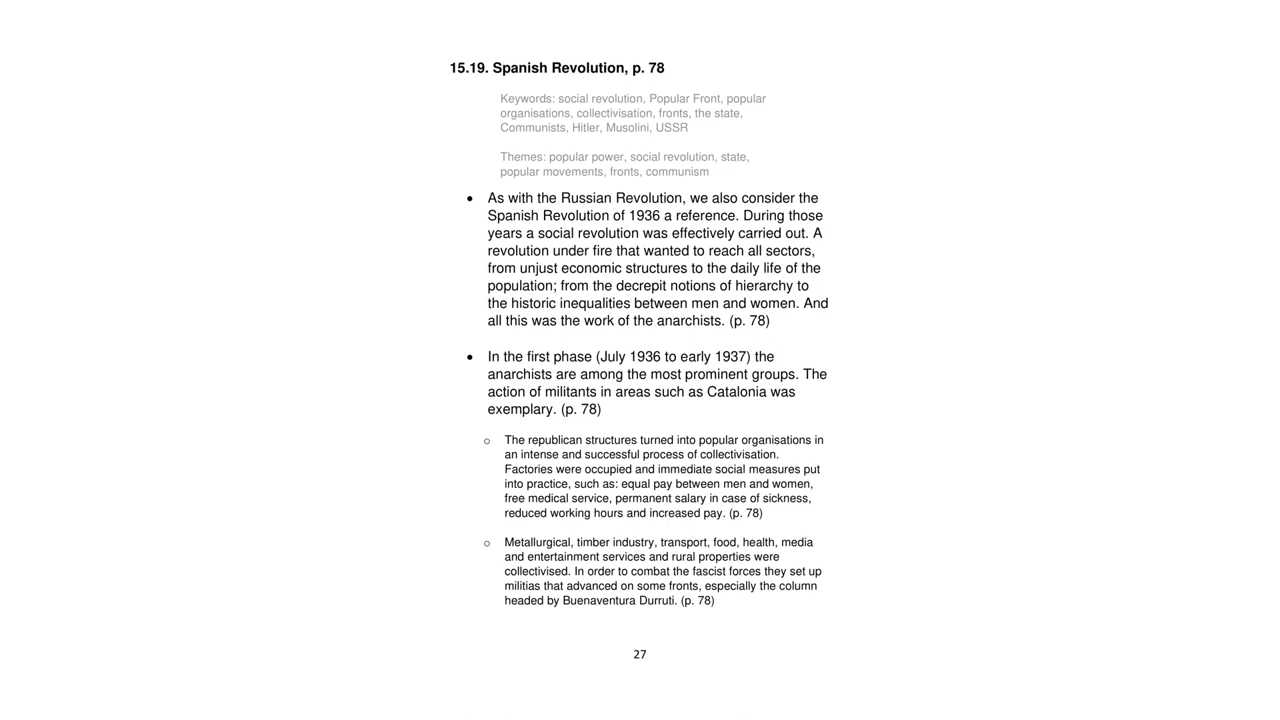 15.19. Spanish Revolution, p. 78
Keywords: social revolution, Popular Front, popular
organisations, collectivisation, fronts, the state,
Communists, Hitler, Musolini, USSR
Themes: popular power, social revolution, state,
popular movements, fronts, communism
• As with the Russian Revolution, we also consider the
Spanish Revolution of 1936 a reference. During those
years a social revolution was effectively carried out. A
revolution under fire that wanted to reach all sectors,
from unjust economic structures to the daily life of the
population; from the decrepit notions of hierarchy to
the historic inequalities between men and women. And
all this was the work of the anarchists. (p. 78)
• In the first phase (July 1936 to early 1937) the
anarchists are among the most prominent groups. The
action of militants in areas such as Catalonia was
exemplary. (p. 78)
o The republican structures turned into popular organisations in
an intense and successful process of collectivisation.
Factories were occupied and immediate social measures put
into practice, such as: equal pay between men and women,
free medical service, permanent salary in case of sickness,
reduced working hours and increased pay. (p. 78)
o Metallurgical, timber industry, transport, food, health, media
and entertainment services and rural properties were
collectivised. In order to combat the fascist forces they set up
militias that advanced on some fronts, especially the column
headed by Buenaventura Durruti. (p. 78)
27